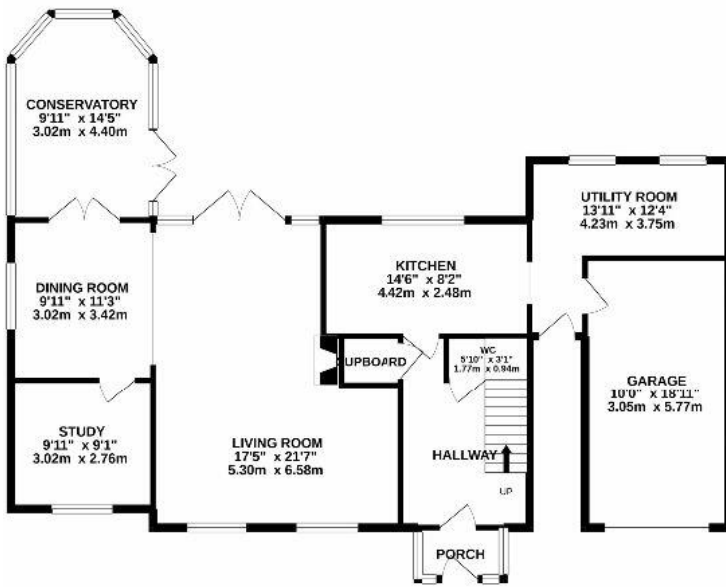 CONSERVATORY
9'11" x 14'5"
3.02m x 4.40m
UTILITY ROOM
13'11" x 12'4"
4.23m x 3.75m
KITCHEN
14'6" x 8'2"
4.42m x 2.48m
DINING ROOM
9'11" x 11'3"
3.02m x 3.42m
UPBOARD
WC
5'10" x 3'1"
1.77m x 0.94m
GARAGE
10'0" x 18'11"
3.05m x 5.77m
STUDY
9'11" x 9'1"
3.02m x 2.76m
LIVING ROOM
17'5" x 21'7"
5.30m x 6.58m
HALLWAY
UP
PORCH